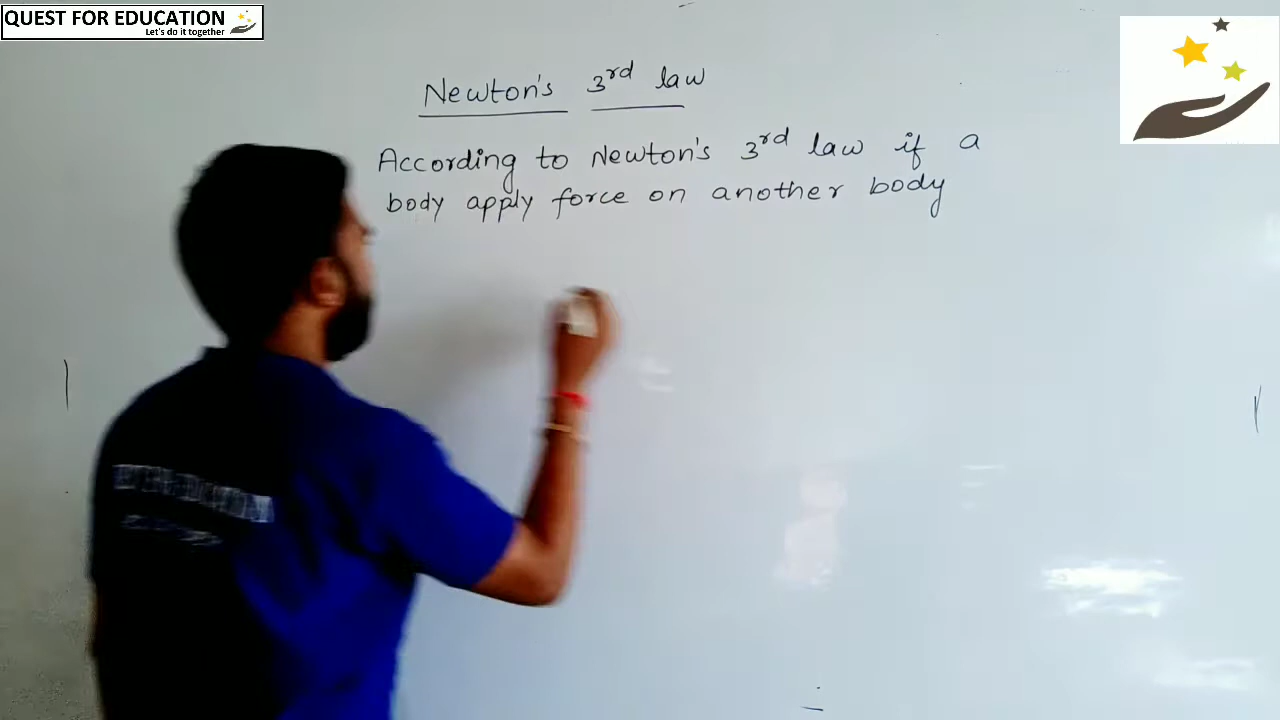 QUEST FOR EDUCATION
Let's do it together
Newton's 3rd law
According to Newton's 3rd law if a
body apply force on another body